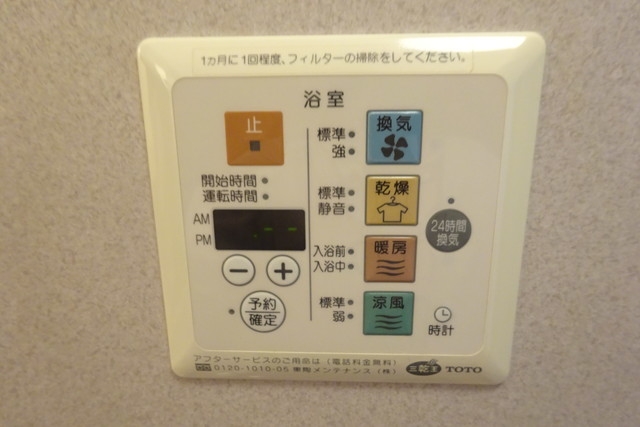 1ヵ月に1回程度、フィルターの掃除をしてください。
浴室
止
換気
標準
強
開始時間
運転時間
乾燥
標準
静音
AM
PM
24時間
換気
暖房
入浴前
入浴中
予約
確定
涼風
標準
弱
時計
アフターサービスのご用命は(電話料金無料)
0120-1010-05 東陶メンテナンス(株)
三乾王 TOTO